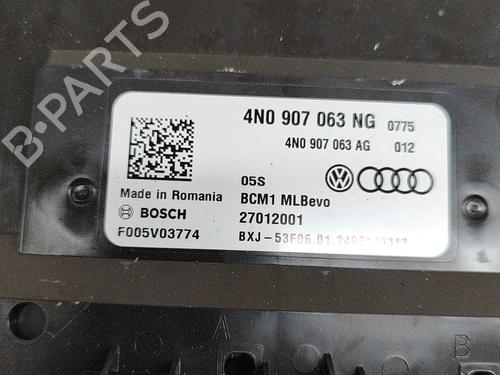 B-PARTS
4N0 907 063 NG 0775
4N0 907 063 AG 012
05S
Made in Romania BCM1 MLBevo
BOSCH 27012001
F005V03774
A
B
B-P